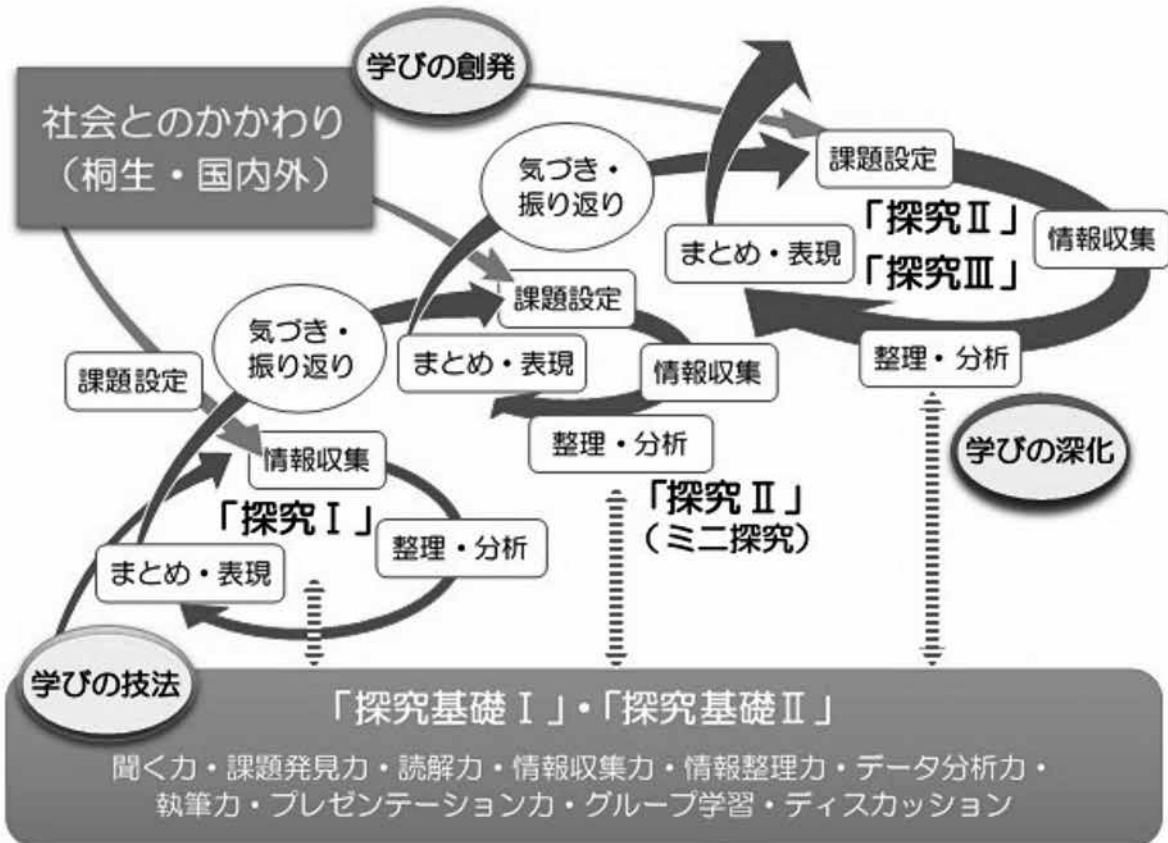 学びの創発
社会とのかかわり
（桐生・国内外）
気づき・
振り返り
課題設定
「探究Ⅱ」
「探究Ⅲ」
情報収集
まとめ・表現
整理・分析
学びの深化
気づき・
振り返り
課題設定
まとめ・表現
情報収集
整理・分析
「探究Ⅱ」
（ミニ探究）
課題設定
情報収集
「探究Ⅰ」
整理・分析
まとめ・表現
学びの技法
「探究基礎Ⅰ」・「探究基礎Ⅱ」
聞く力・課題発見力・読解力・情報収集力・情報整理力・データ分析力・
執筆力・プレゼンテーション力・グループ学習・ディスカッション